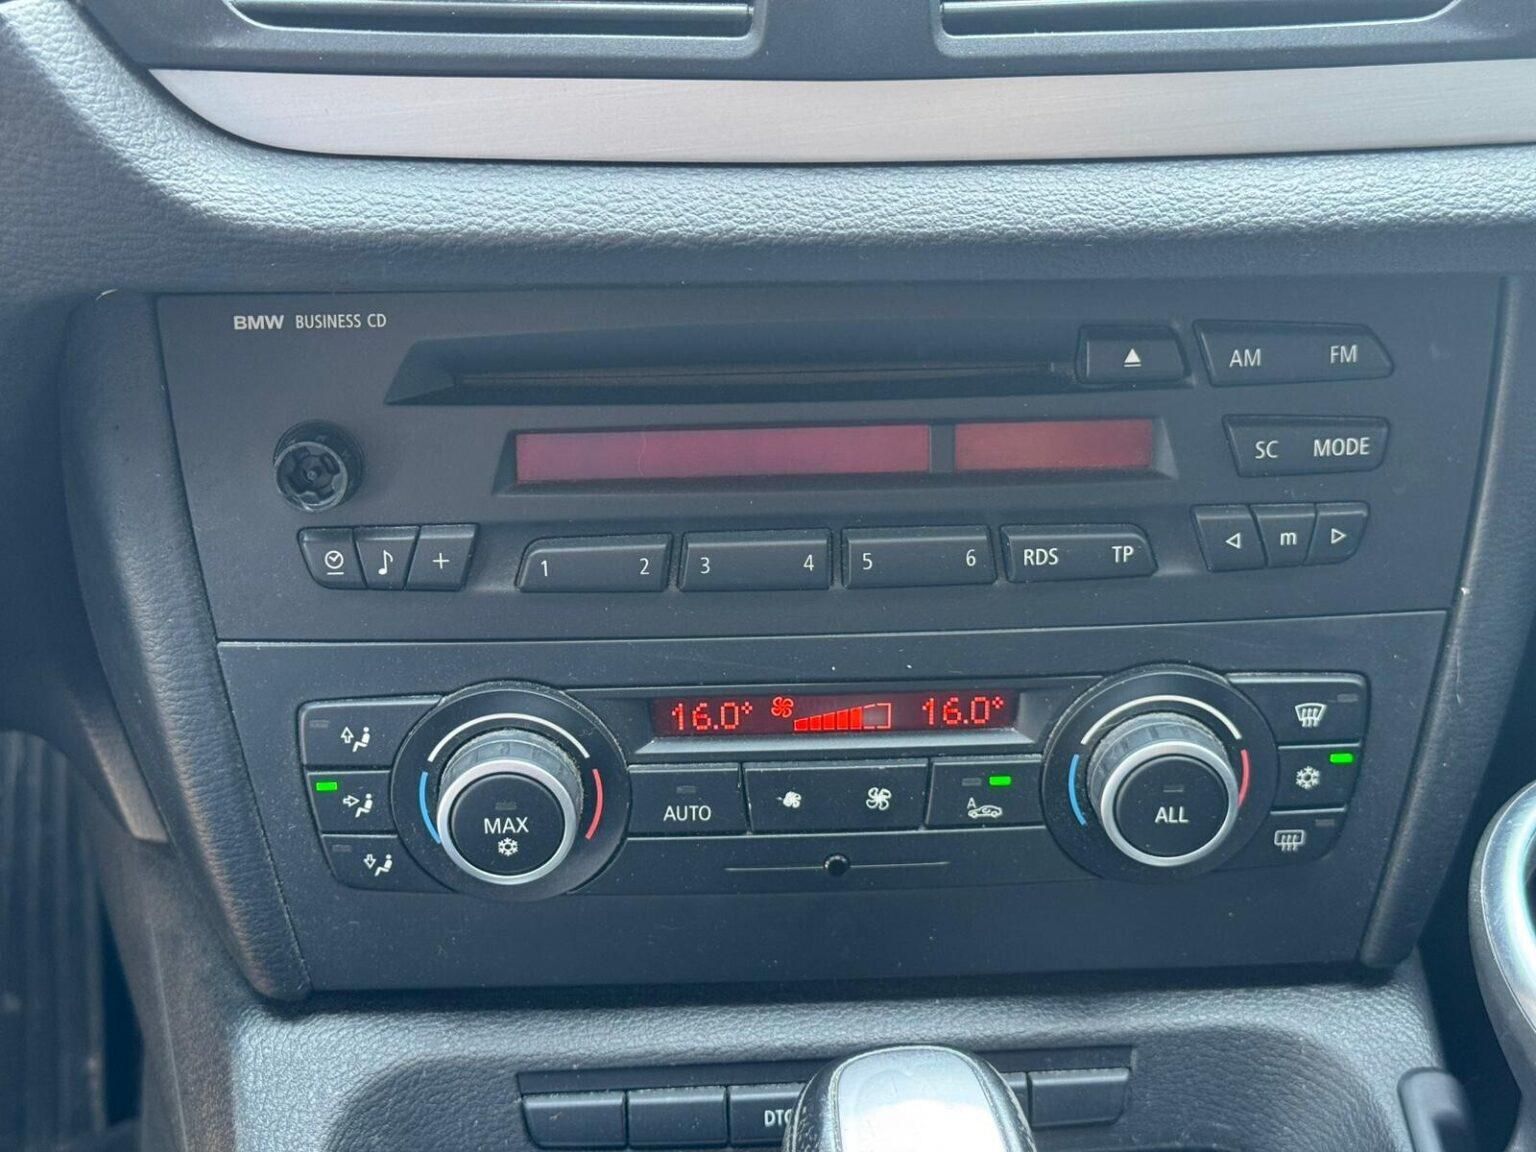 BMW BUSINESS CD
AM FM
SC MODE
1 2 3 4 5 6 RDS TP m
16.0° 16.0°
AUTO
A
MAX
ALL